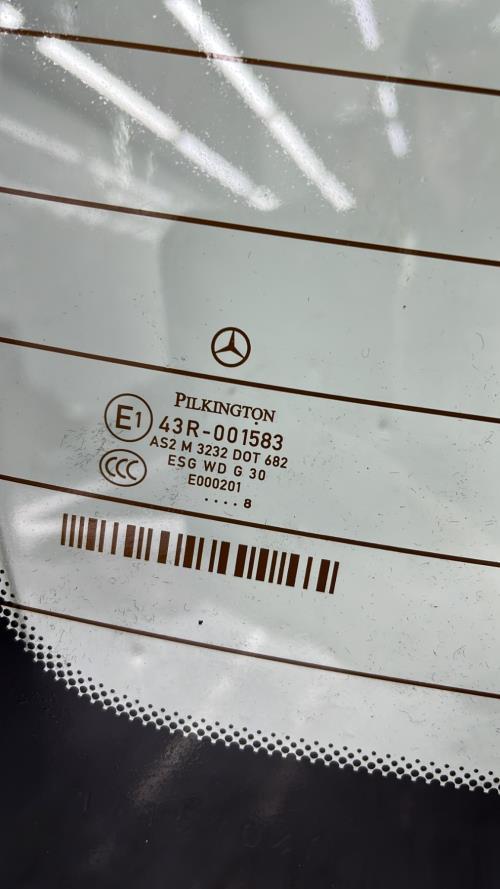 PILKINGTON
E1 43R-001583
AS2 M 3232 DOT 682
CCC ESG WD G 30
E000201
.... 8